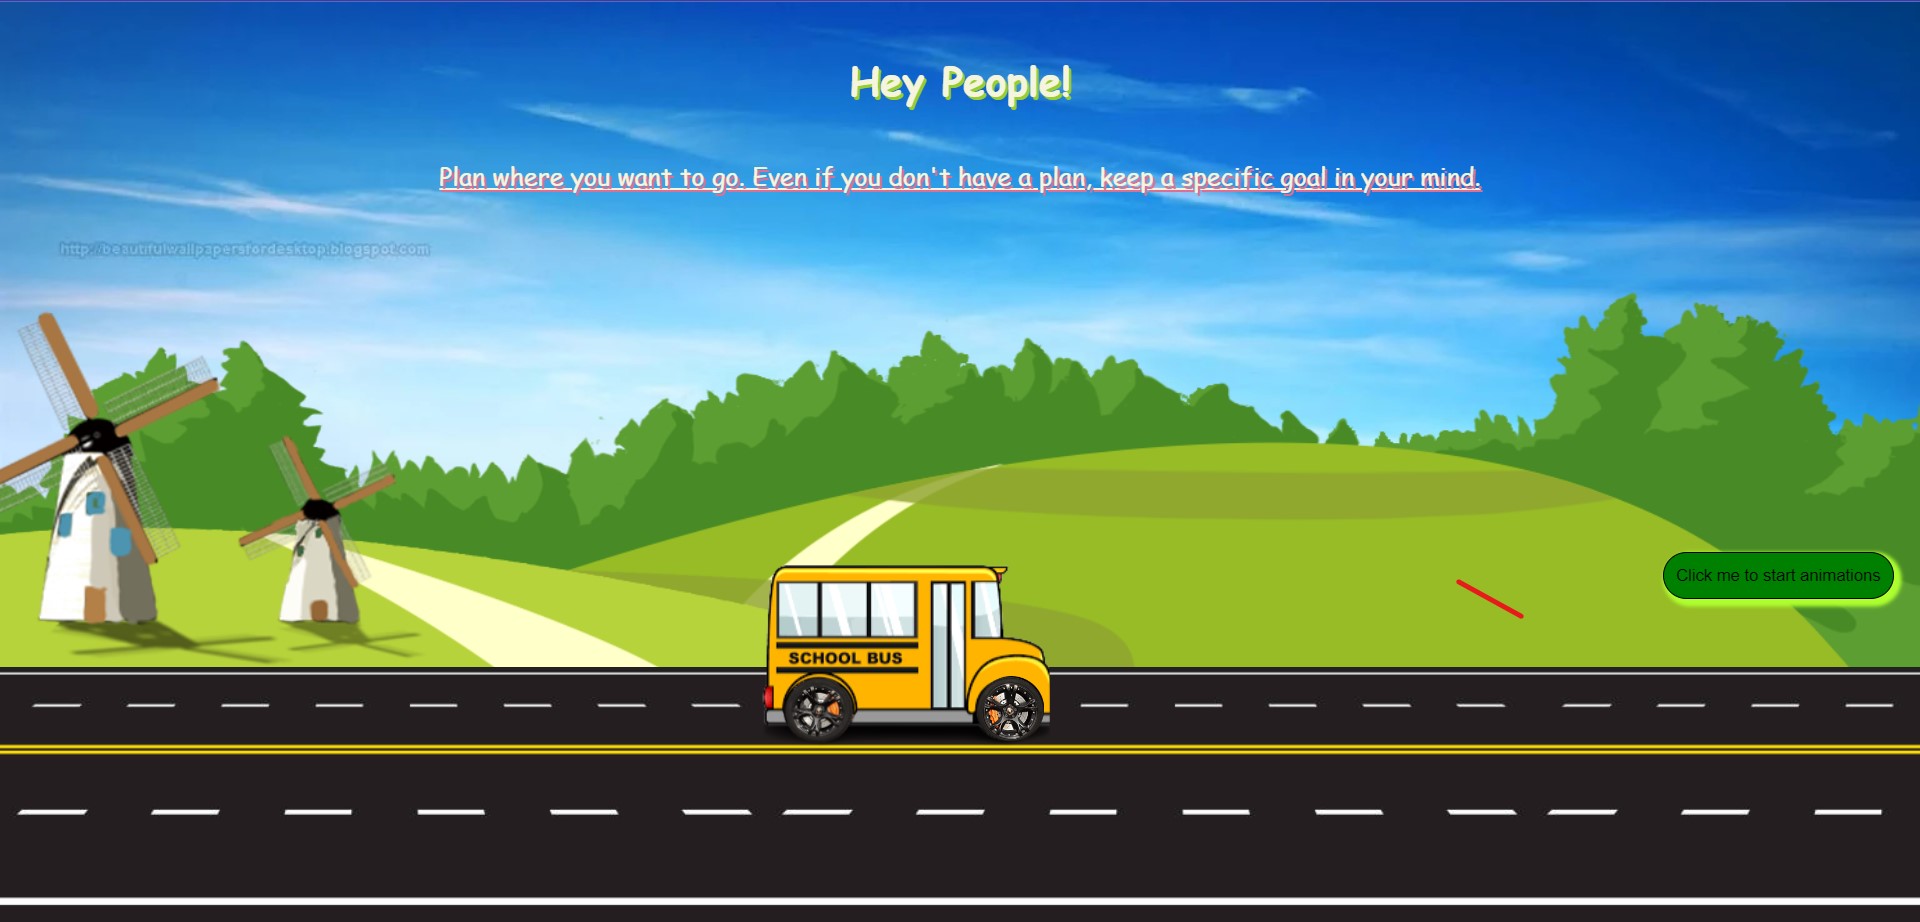 Hey People!
Plan where you want to go. Even if you don't have a plan, keep a specific goal in your mind.
http://beautifulwallpapersfordesktop.blogspot.com
Click me to start animations
SCHOOL BUS